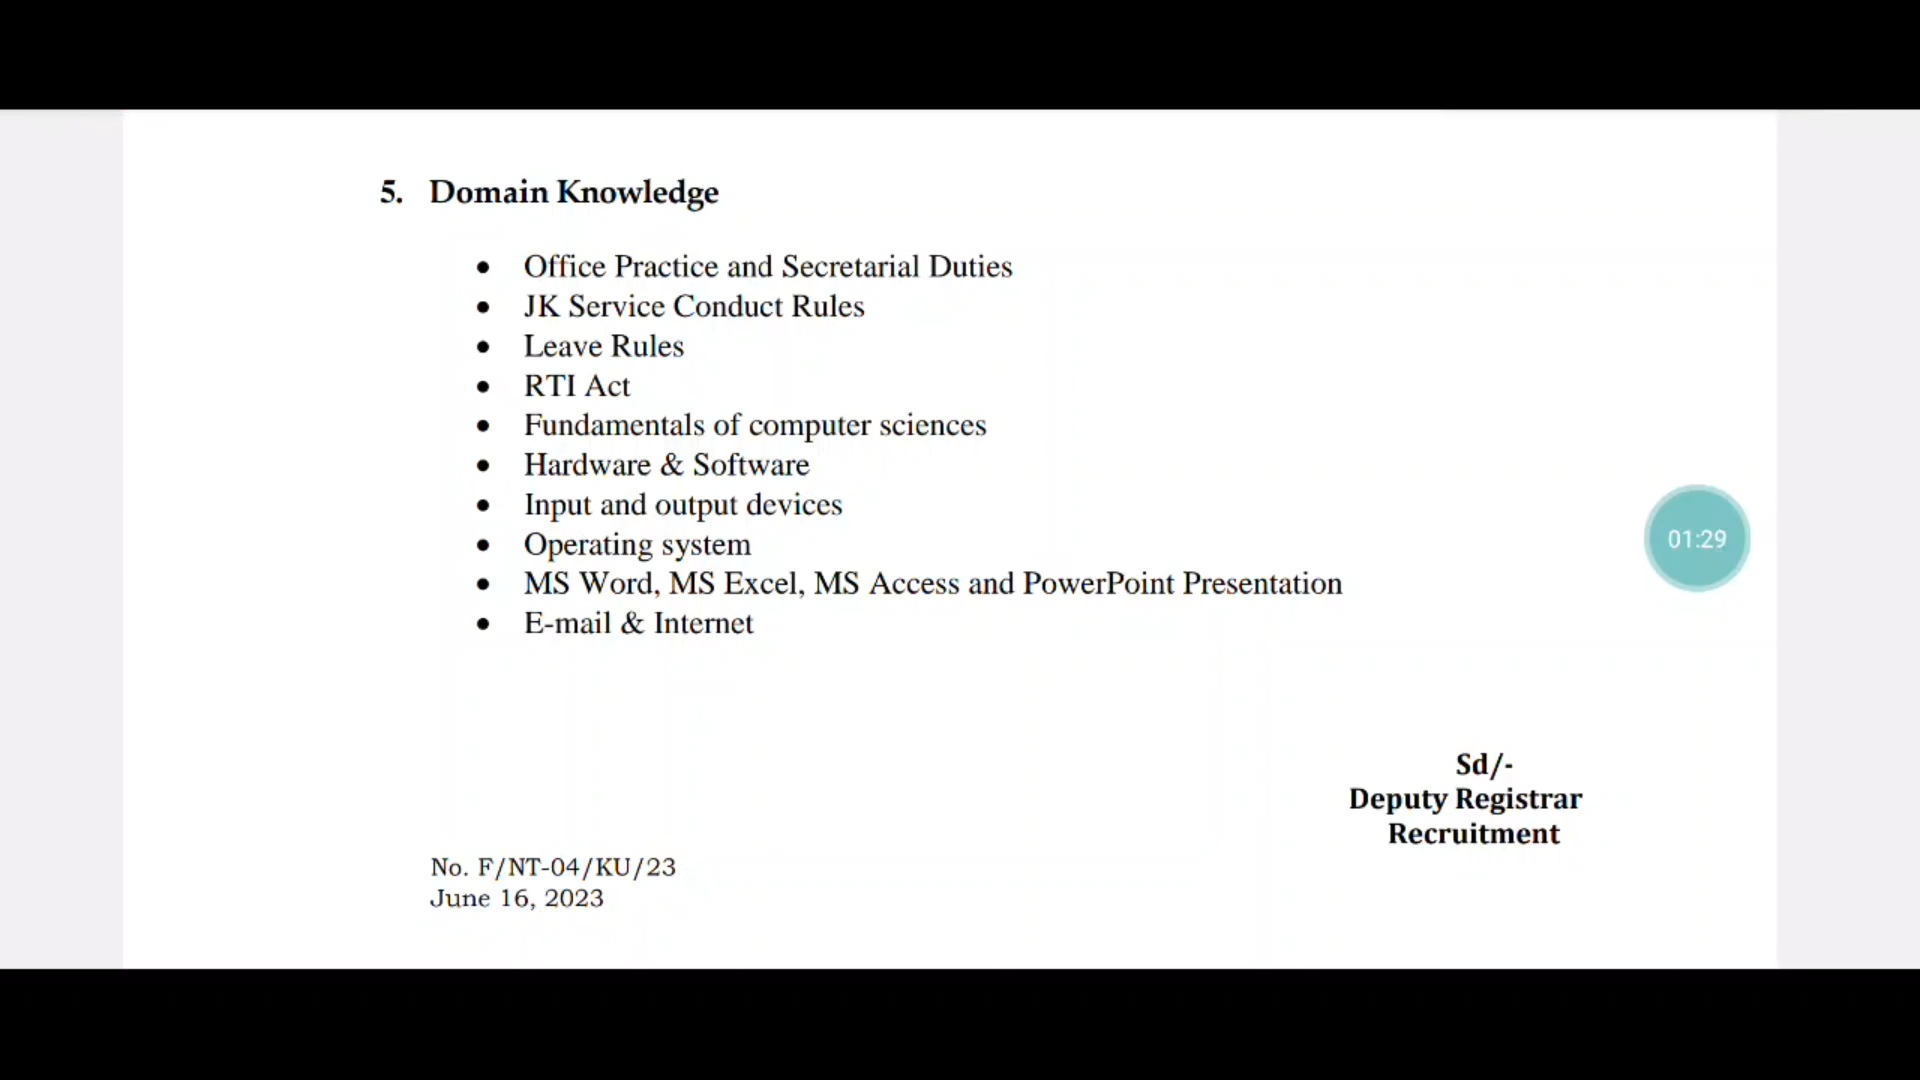 5. Domain Knowledge
• Office Practice and Secretarial Duties
• JK Service Conduct Rules
• Leave Rules
• RTI Act
• Fundamentals of computer sciences
• Hardware & Software
• Input and output devices
• Operating system
• MS Word, MS Excel, MS Access and PowerPoint Presentation
• E-mail & Internet
01:29
Sd/-
Deputy Registrar
Recruitment
No. F/NT-04/KU/23
June 16, 2023